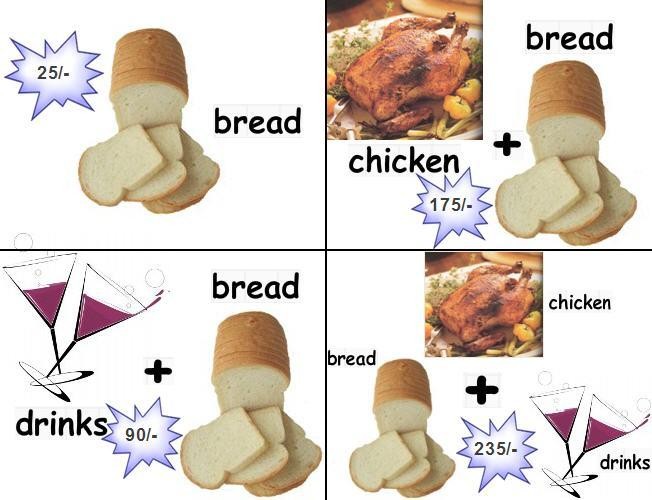 25/-
bread
bread
+
chicken
175/-
bread
+
drinks
90/-
chicken
bread
+
235/-
drinks